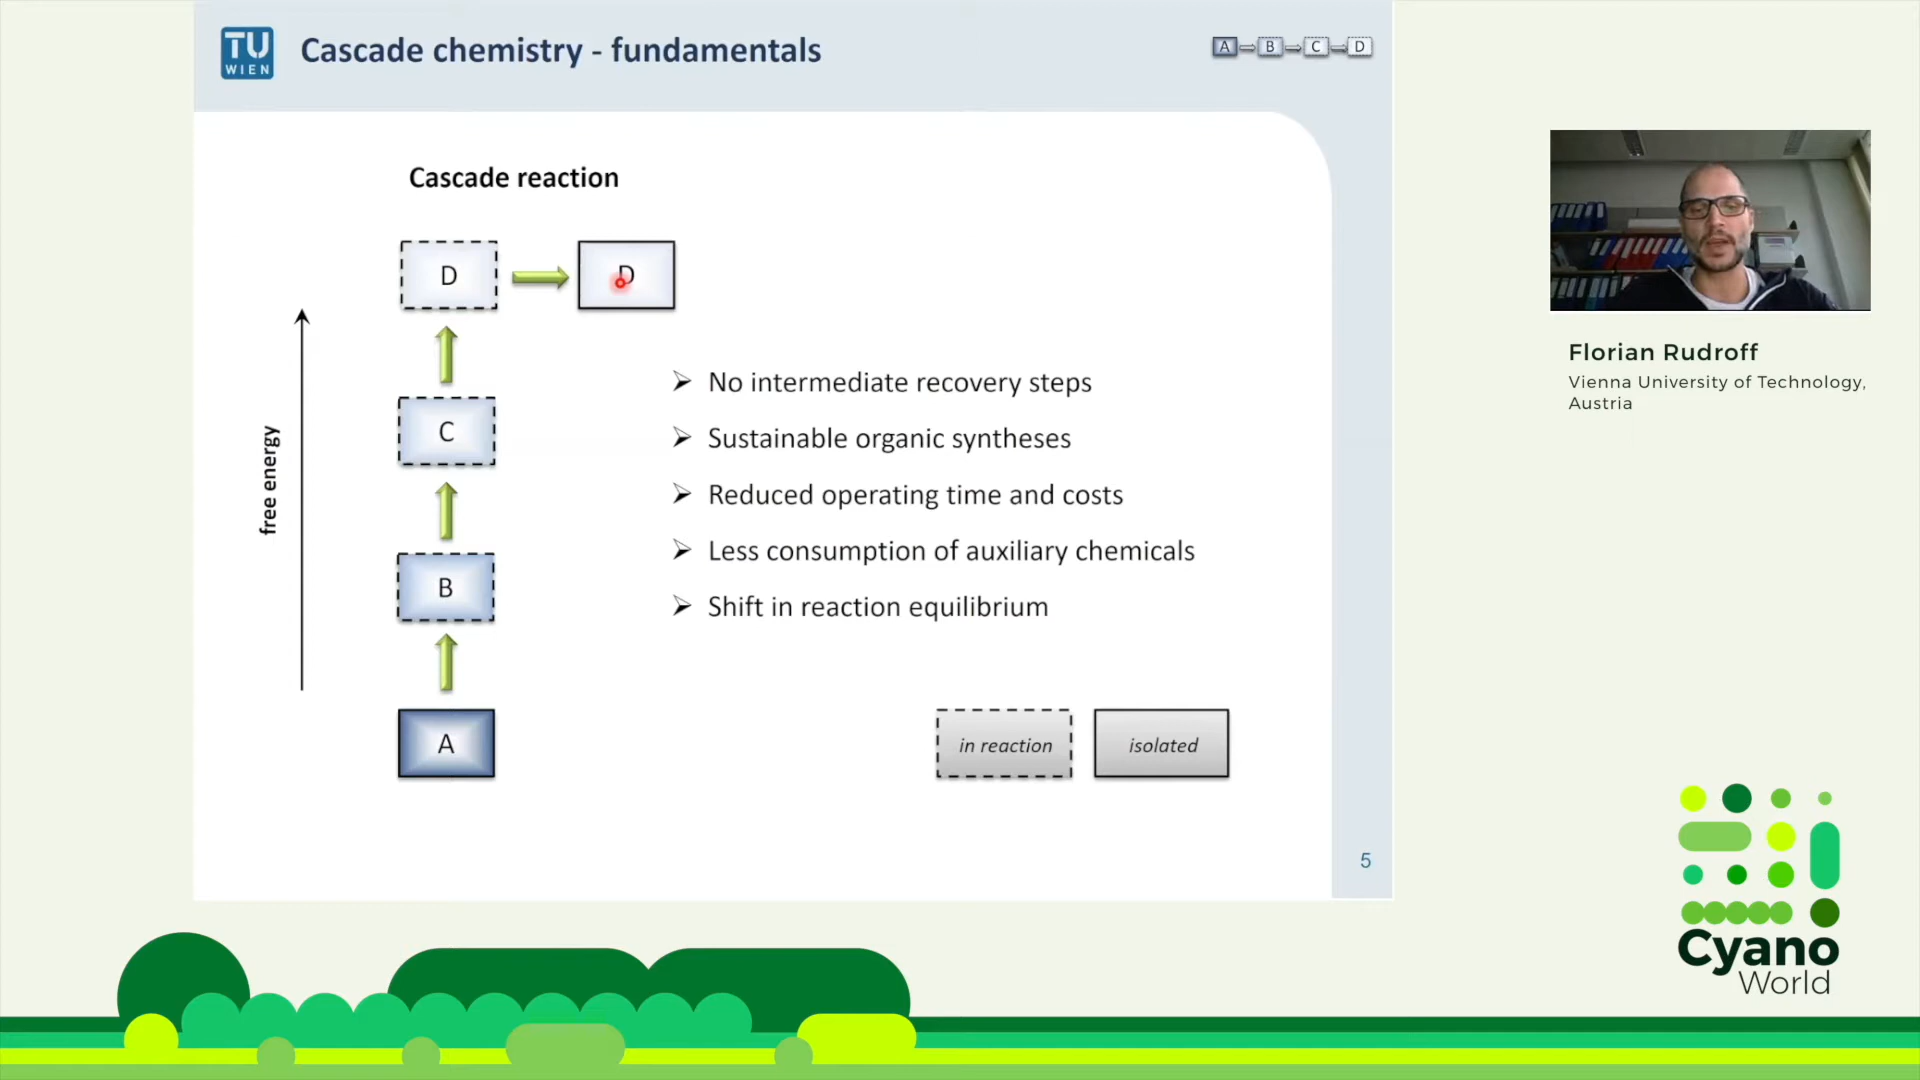 TU
WIEN
Cascade chemistry - fundamentals
A B C D
Cascade reaction
D D
C
B
A
free energy
No intermediate recovery steps
Sustainable organic syntheses
Reduced operating time and costs
Less consumption of auxiliary chemicals
Shift in reaction equilibrium
in reaction isolated
5
Florian Rudroff
Vienna University of Technology,
Austria
Cyano
World